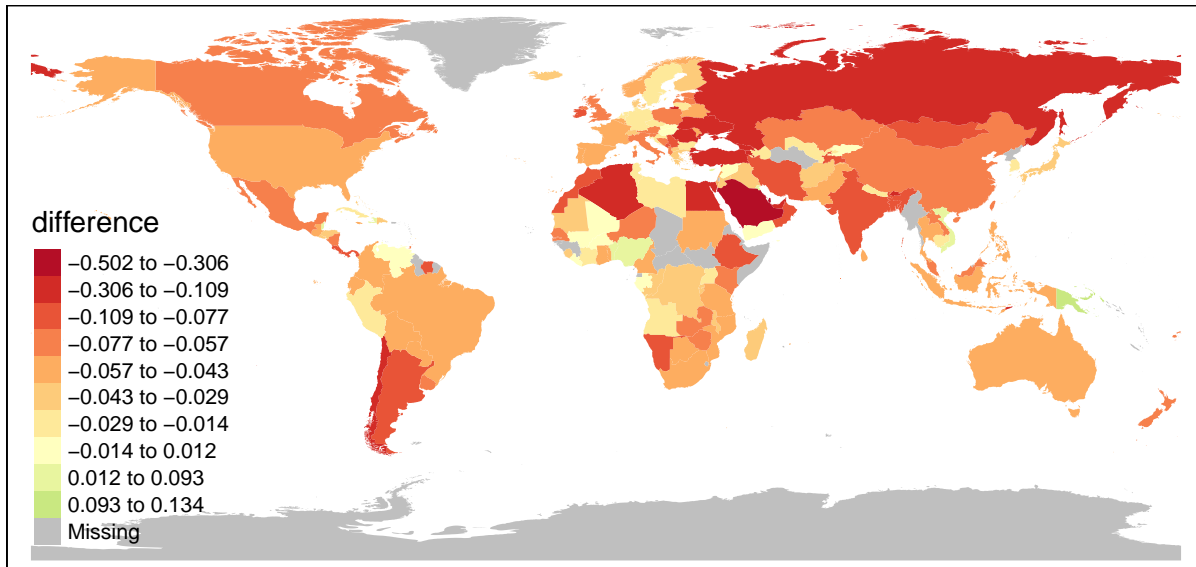 difference
−0.502 to −0.306
−0.306 to −0.109
−0.109 to −0.077
−0.077 to −0.057
−0.057 to −0.043
−0.043 to −0.029
−0.029 to −0.014
−0.014 to 0.012
0.012 to 0.093
0.093 to 0.134
Missing